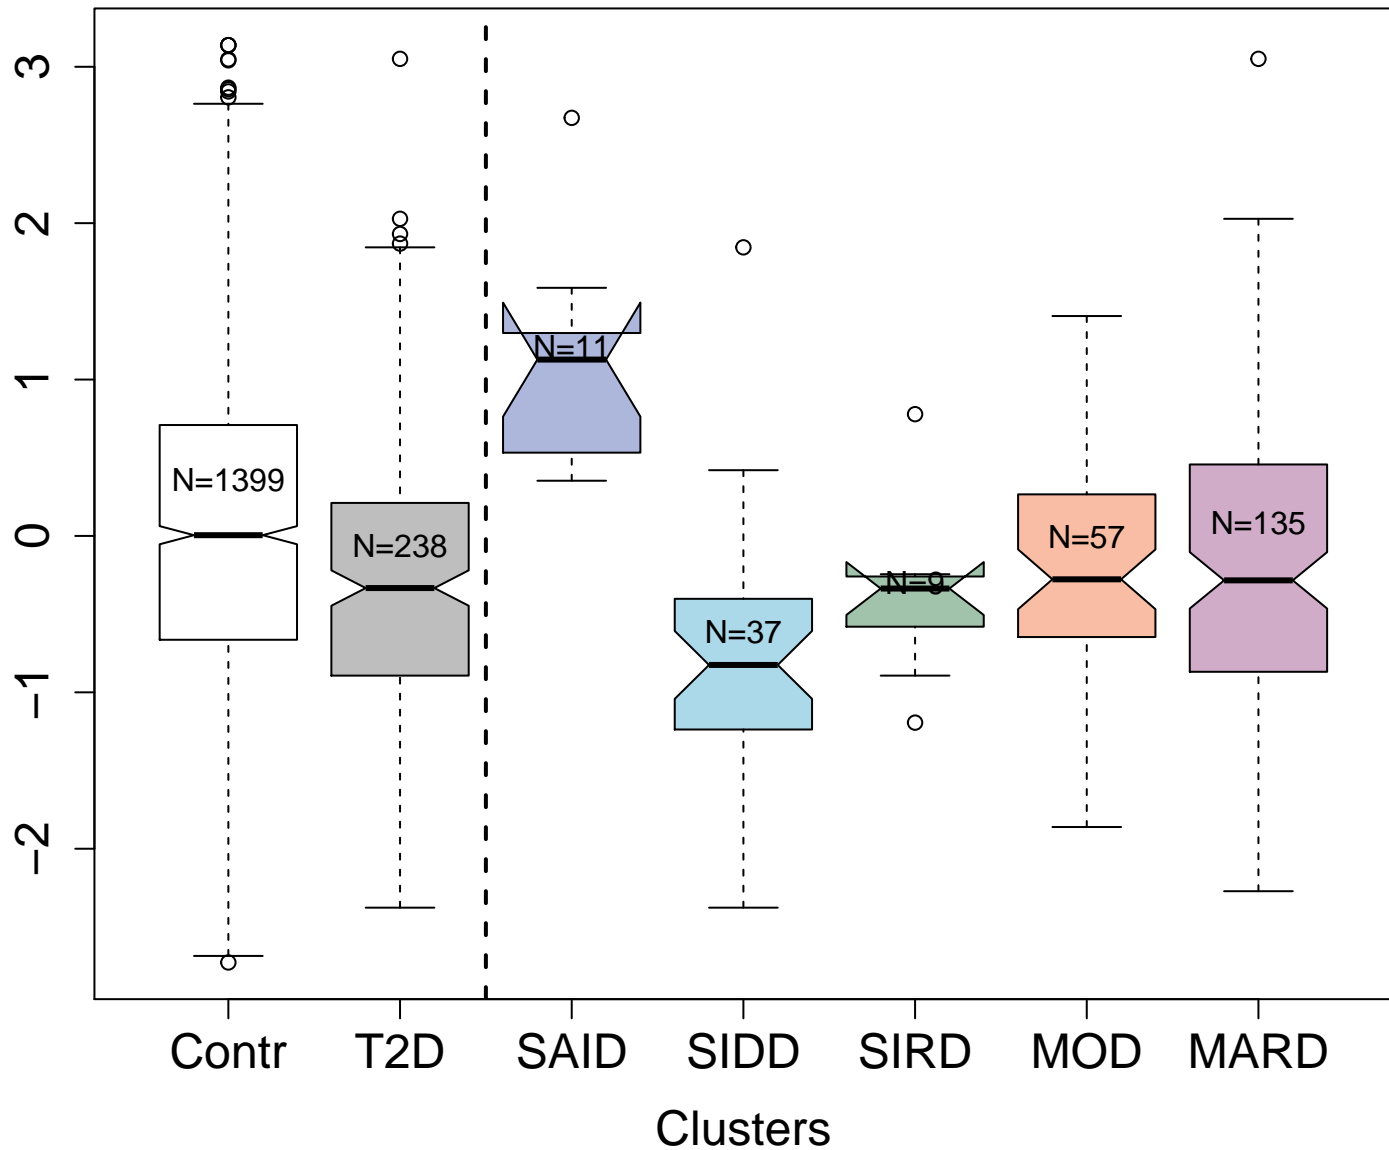 3
2
1
0
−1
−2
N=1399
N=238
N=11
N=37
N=9
N=57
N=135
Contr T2D SAID SIDD SIRD MOD MARD
Clusters